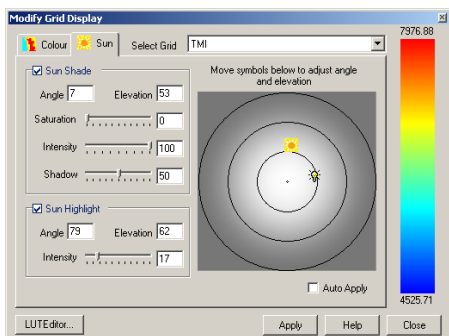 Modify Grid Display
Colour
Sun
Select Grid
TMI
7976.88
Sun Shade
Angle 7 Elevation 53
Saturation 0
Intensity 100
Shadow 50
Move symbols below to adjust angle
and elevation
Sun Highlight
Angle 79 Elevation 62
Intensity 17
Auto Apply
4525.71
LUTEditor...
Apply
Help
Close